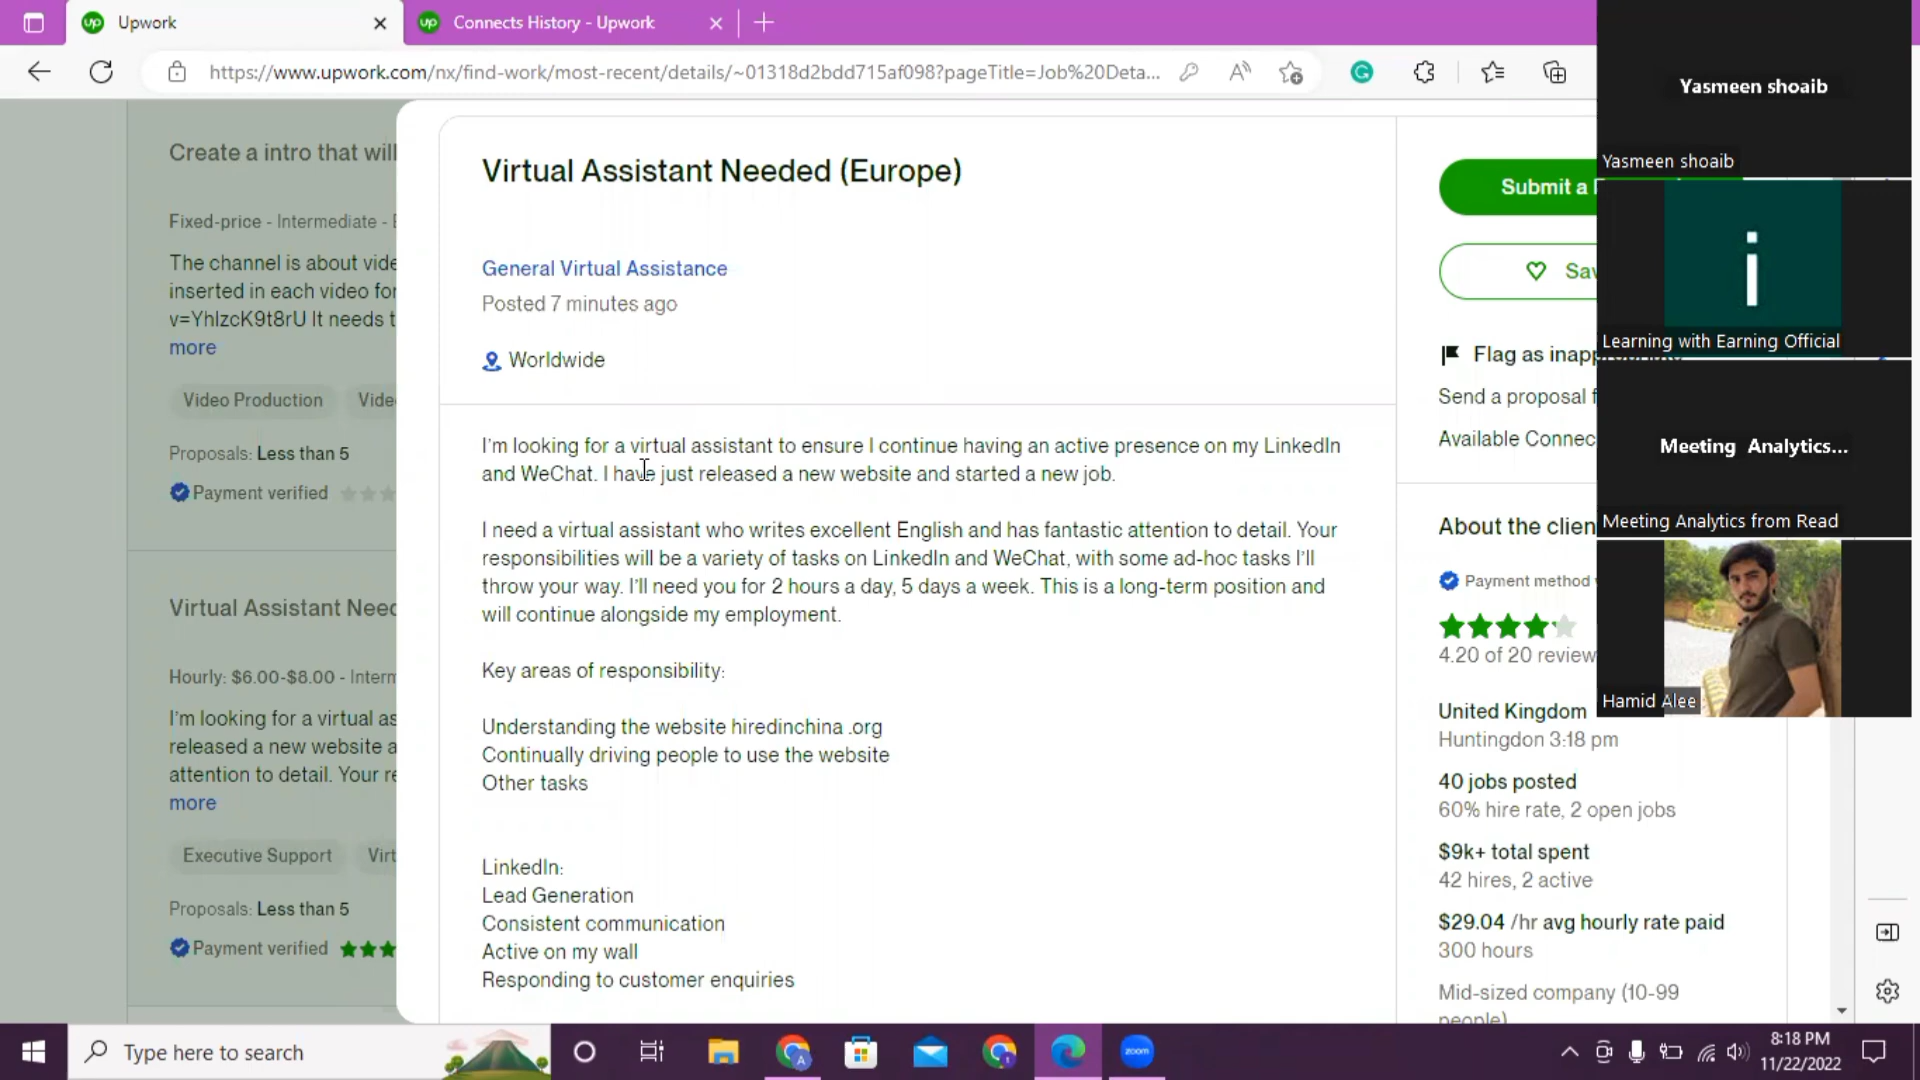 Upwork
Connects History - Upwork
https://www.upwork.com/nx/find-work/most-recent/details/~01318d2bdd715af098?pageTitle=Job%20Deta...
Create a intro that will
Fixed-price - Intermediate -
The channel is about vide
inserted in each video for
v=YhIzcK9t8rU It needs t
more
Video Production
Vide
Proposals: Less than 5
Payment verified
Virtual Assistant Need
Hourly: $6.00-$8.00 - Interm
I'm looking for a virtual as
released a new website a
attention to detail. Your re
more
Executive Support
Virt
Proposals: Less than 5
Payment verified
Virtual Assistant Needed (Europe)
General Virtual Assistance
Posted 7 minutes ago
Worldwide
I'm looking for a virtual assistant to ensure I continue having an active presence on my LinkedIn
and WeChat. I have just released a new website and started a new job.
I need a virtual assistant who writes excellent English and has fantastic attention to detail. Your
responsibilities will be a variety of tasks on LinkedIn and WeChat, with some ad-hoc tasks I'll
throw your way. I'll need you for 2 hours a day, 5 days a week. This is a long-term position and
will continue alongside my employment.
Key areas of responsibility:
Understanding the website hiredinchina .org
Continually driving people to use the website
Other tasks
LinkedIn:
Lead Generation
Consistent communication
Active on my wall
Responding to customer enquiries
Submit a
Sav
Flag as inapp
Send a proposal f
Available Connec
About the clien
Payment method
4.20 of 20 review
United Kingdom
Huntingdon 3:18 pm
40 jobs posted
60% hire rate, 2 open jobs
$9k+ total spent
42 hires, 2 active
$29.04 /hr avg hourly rate paid
300 hours
Mid-sized company (10-99
people)
Yasmeen shoaib
Yasmeen shoaib
i
Learning with Earning Official
Meeting Analytics...
Meeting Analytics from Read
Hamid Alee
Type here to search
zoom
8:18 PM
11/22/2022